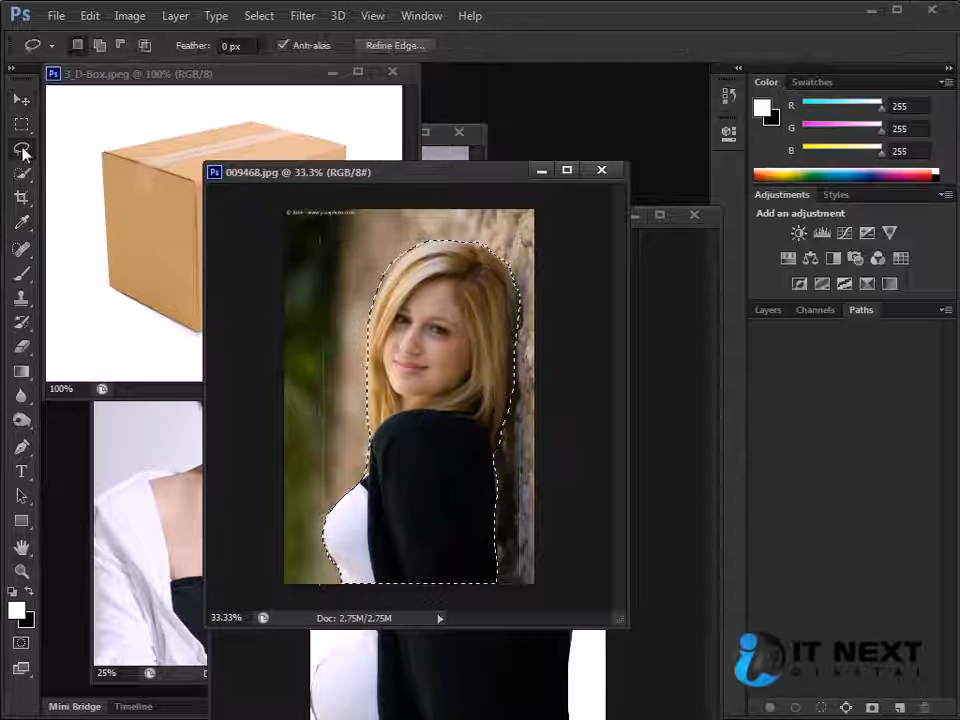 Ps File Edit Image Layer Type Select Filter 3D View Window Help
Feather: 0 px Anti-alias Refine Edge...
Ps 3_D-Box.jpeg @ 100% (RGB/8)
Color Swatches
R 255
G 255
B 255
Ps 009468.jpg @ 33.3% (RGB/8#)
Adjustments Styles
Add an adjustment
Layers Channels Paths
100%
33.33% Doc: 2.75M/2.75M
25%
IT NEXT
DIGITAL
Mini Bridge Timeline